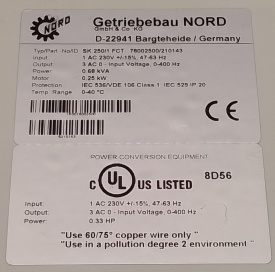 NORD
Getriebebau NORD
GmbH & Co. KG
D-22941 Bargteheide / Germany
Typ/Part -No/ID SK 250/1 FCT 78002500/210143
Input: 1 AC 230V +/-15%, 47-63 Hz
Output: 3 AC 0 - Input Voltage, 0-400 Hz
Power: 0.68 kVA
Motor: 0.25 kW
Protection IEC 536/VDE 106 Class 1 IEC 529 IP 20
Temp. Range 0-40 °C
CE
POWER CONVERSION EQUIPMENT
C UL US LISTED 8D56
Input: 1 AC 230V +/-15%, 47-63 Hz
Output: 3 AC 0 - Input Voltage, 0-400 Hz
Power: 0.33 HP
"Use 60/75° copper wire only "
"Use in a pollution degree 2 environment "